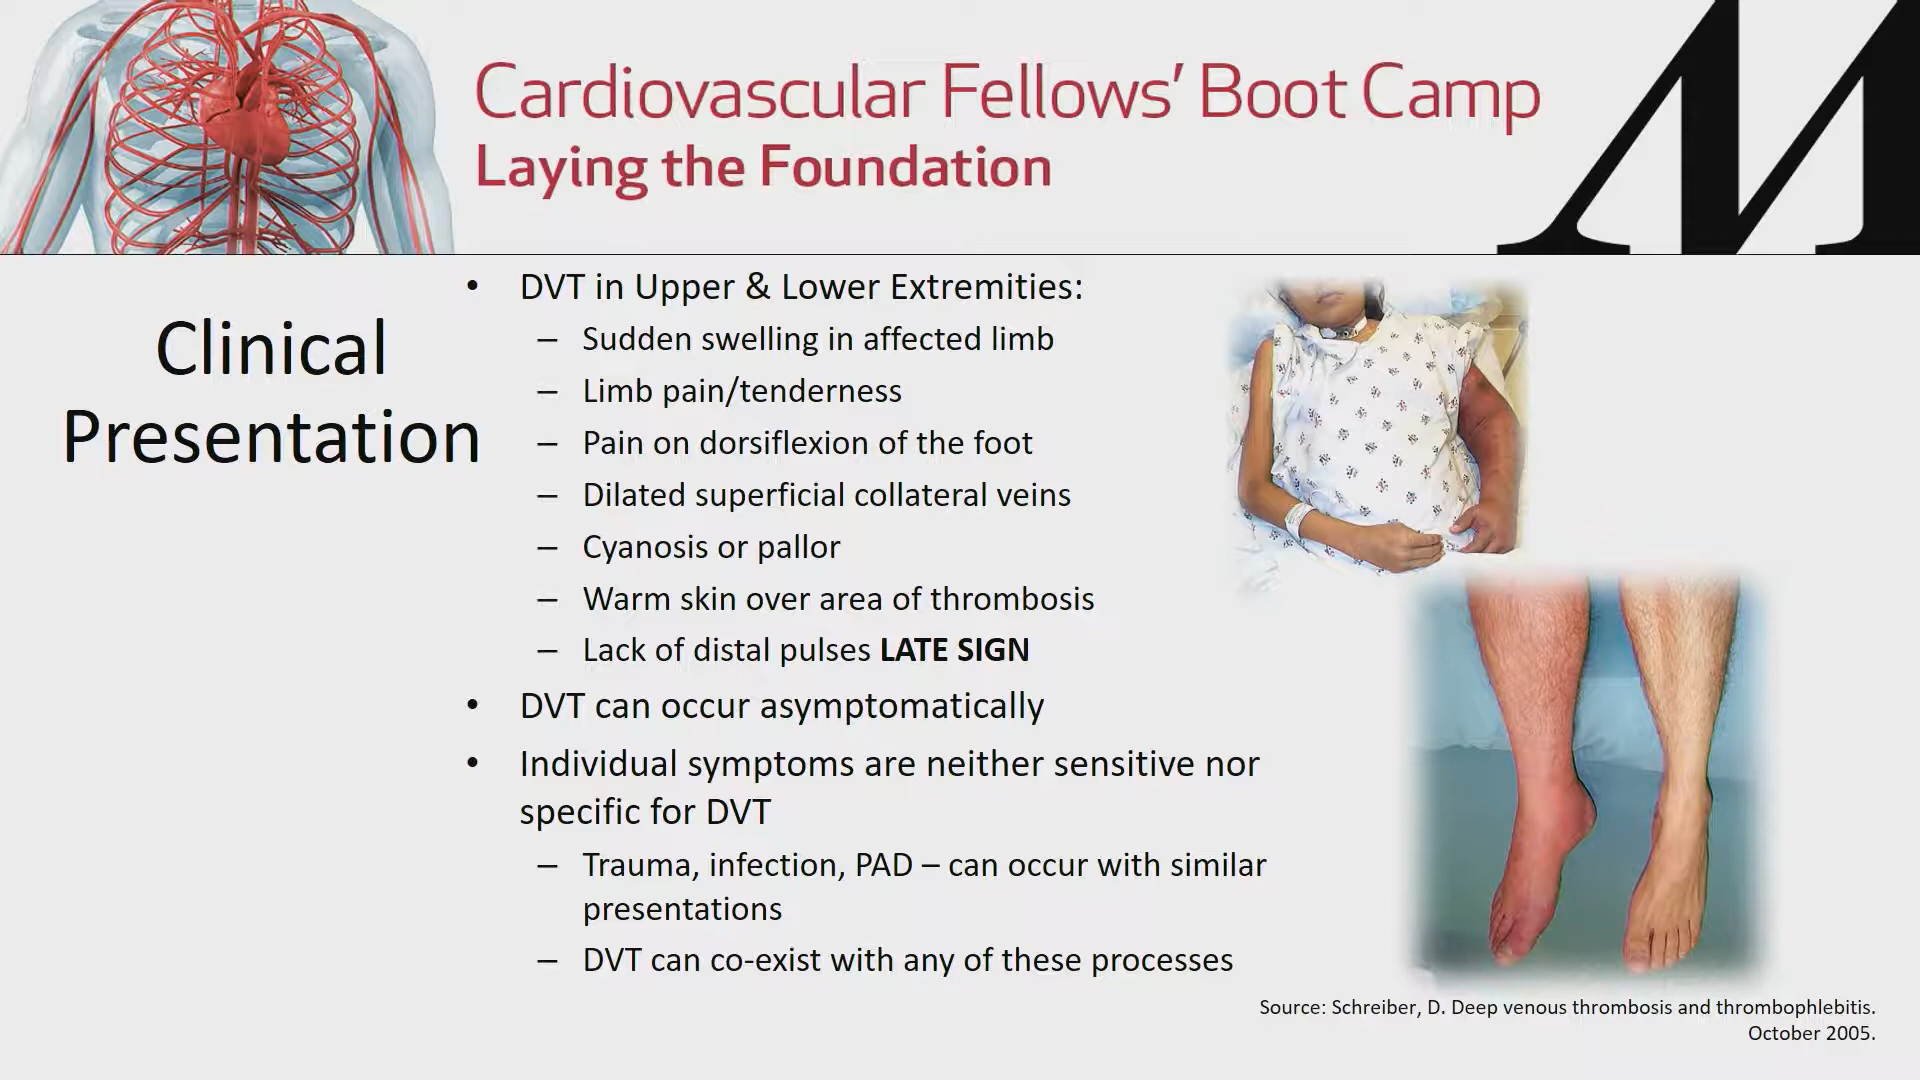 Cardiovascular Fellows’ Boot Camp
Laying the Foundation
M
Clinical
Presentation
• DVT in Upper & Lower Extremities:
– Sudden swelling in affected limb
– Limb pain/tenderness
– Pain on dorsiflexion of the foot
– Dilated superficial collateral veins
– Cyanosis or pallor
– Warm skin over area of thrombosis
– Lack of distal pulses LATE SIGN
• DVT can occur asymptomatically
• Individual symptoms are neither sensitive nor
specific for DVT
– Trauma, infection, PAD – can occur with similar
presentations
– DVT can co-exist with any of these processes
Source: Schreiber, D. Deep venous thrombosis and thrombophlebitis.
October 2005.